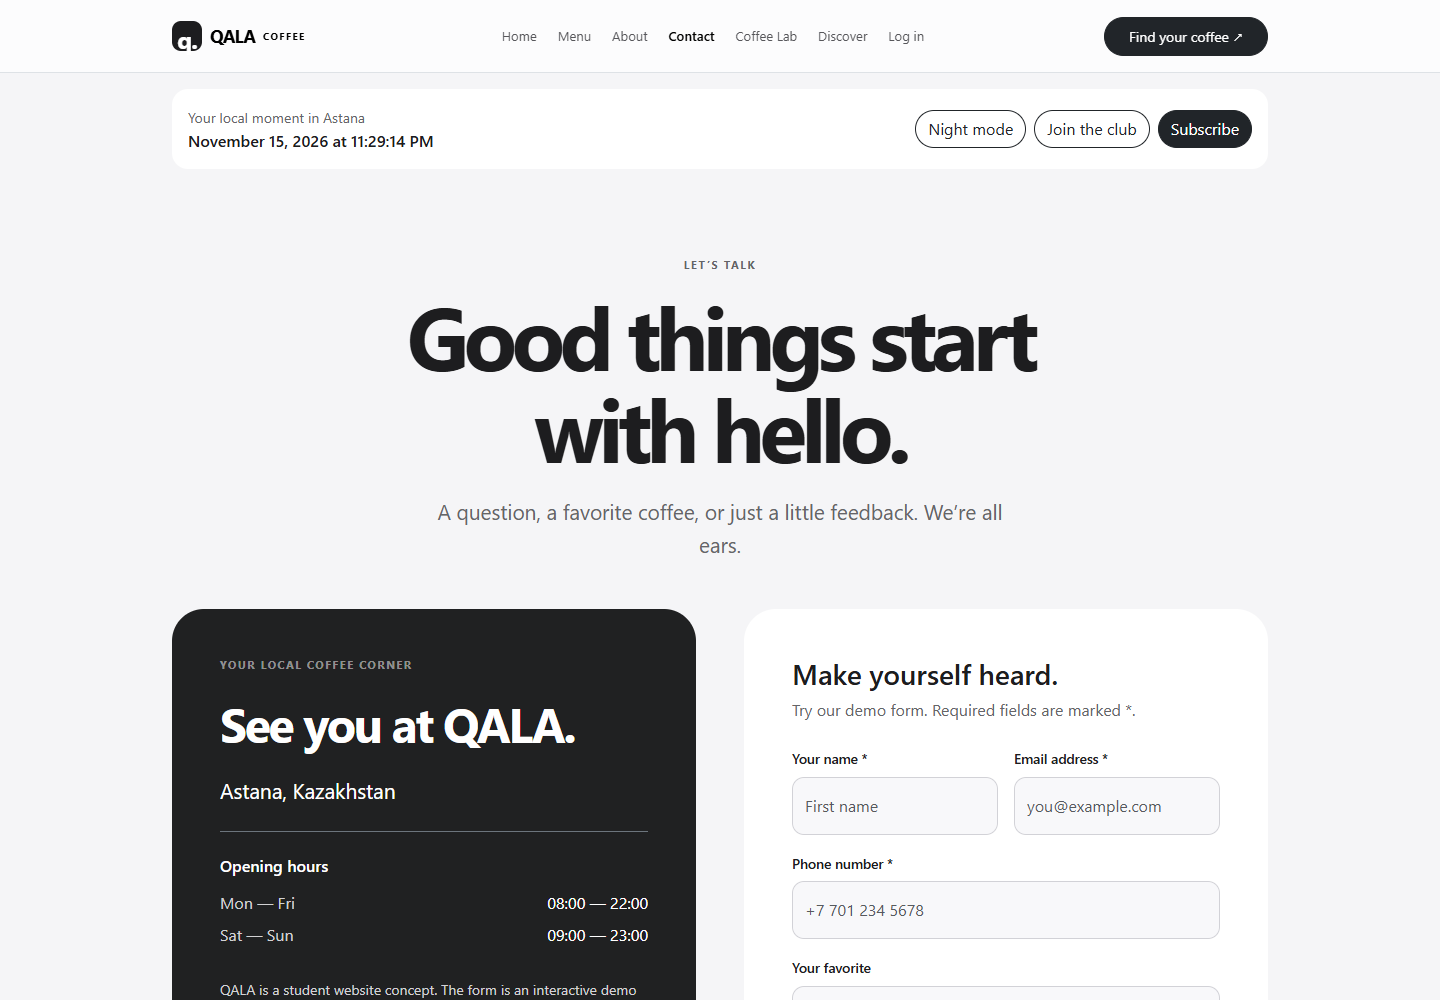 q.
QALA COFFEE
Home
Menu
About
Contact
Coffee Lab
Discover
Log in
Find your coffee ↗
Your local moment in Astana
November 15, 2026 at 11:29:14 PM
Night mode
Join the club
Subscribe
LET’S TALK
Good things start
with hello.
A question, a favorite coffee, or just a little feedback. We’re all
ears.
YOUR LOCAL COFFEE CORNER
See you at QALA.
Astana, Kazakhstan
Opening hours
Mon — Fri 08:00 — 22:00
Sat — Sun 09:00 — 23:00
QALA is a student website concept. The form is an interactive demo
Make yourself heard.
Try our demo form. Required fields are marked *.
Your name *
First name
Email address *
you@example.com
Phone number *
+7 701 234 5678
Your favorite